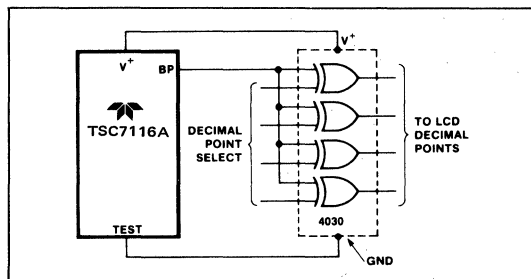 V+
V+
BP
TSC7116A
DECIMAL
POINT
SELECT
TO LCD
DECIMAL
POINTS
4030
TEST
GND